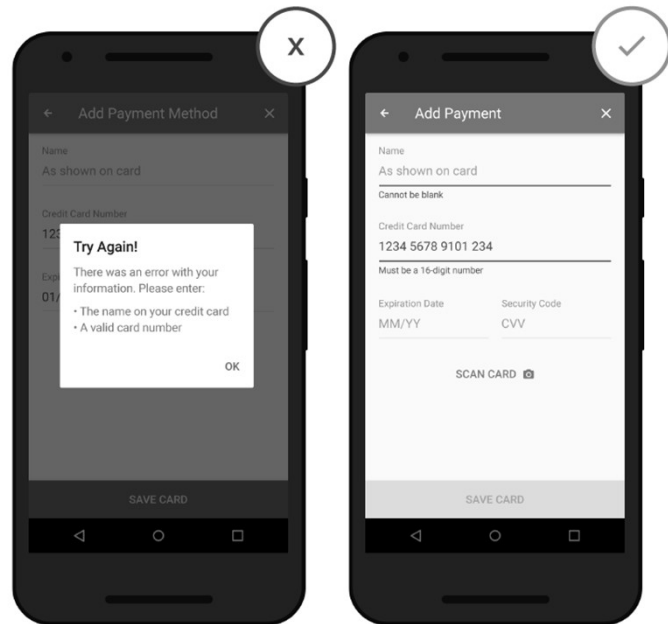 X
Add Payment Method
Name
As shown on card
Credit Card Number
123
Try Again!
There was an error with your
information. Please enter:
• The name on your credit card
• A valid card number
OK
Exp
01/
SAVE CARD
Add Payment
Name
As shown on card
Cannot be blank
Credit Card Number
1234 5678 9101 234
Must be a 16-digit number
Expiration Date Security Code
MM/YY CVV
SCAN CARD
SAVE CARD